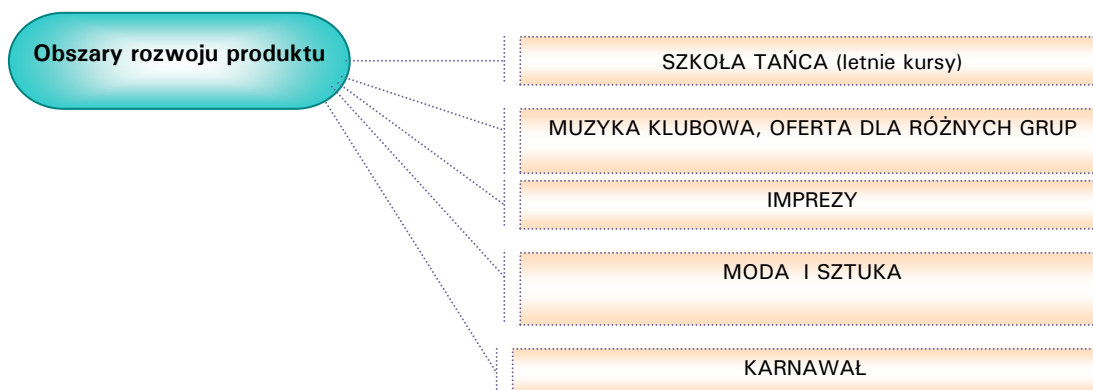 Obszary rozwoju produktu
SZKOŁA TAŃCA (letnie kursy)
MUZYKA KLUBOWA, OFERTA DLA RÓŻNYCH GRUP
IMPREZY
MODA I SZTUKA
KARNAWAŁ